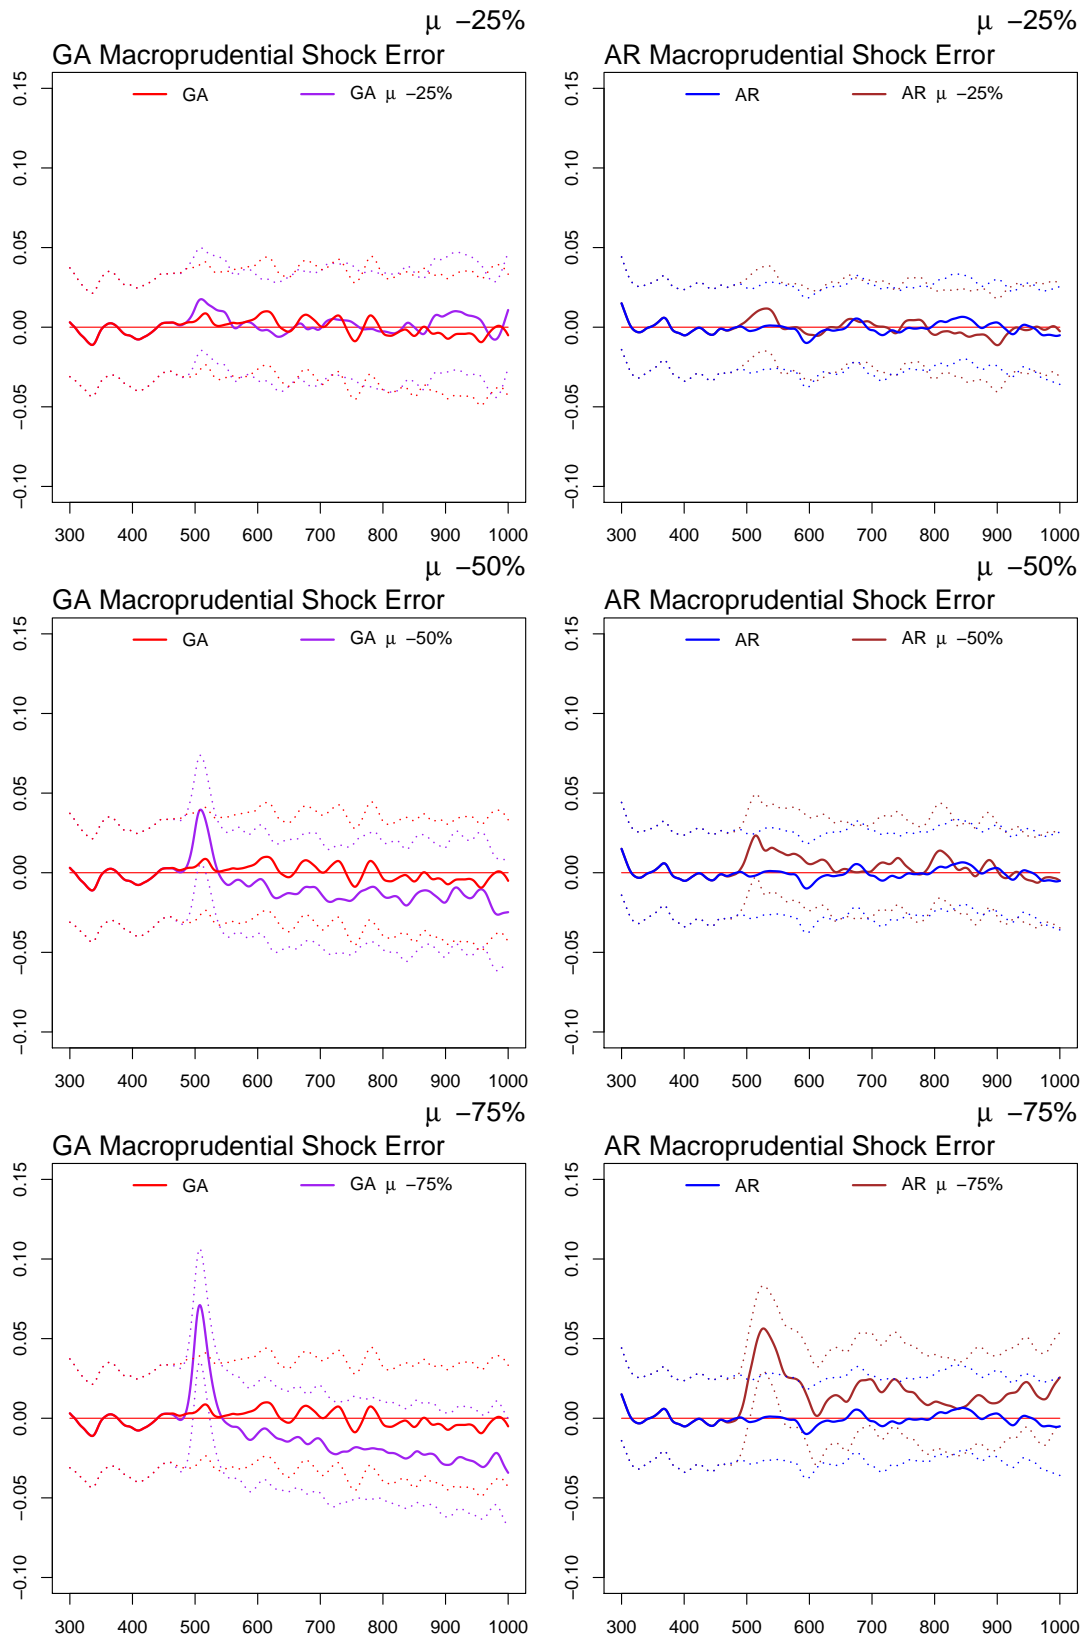 μ −25%
GA Macroprudential Shock Error
GA
GA μ −25%
0.15
0.10
0.05
0.00
−0.05
−0.10
300 400 500 600 700 800 900 1000
μ −25%
AR Macroprudential Shock Error
AR
AR μ −25%
0.15
0.10
0.05
0.00
−0.05
−0.10
300 400 500 600 700 800 900 1000
μ −50%
GA Macroprudential Shock Error
GA
GA μ −50%
0.15
0.10
0.05
0.00
−0.05
−0.10
300 400 500 600 700 800 900 1000
μ −50%
AR Macroprudential Shock Error
AR
AR μ −50%
0.15
0.10
0.05
0.00
−0.05
−0.10
300 400 500 600 700 800 900 1000
μ −75%
GA Macroprudential Shock Error
GA
GA μ −75%
0.15
0.10
0.05
0.00
−0.05
−0.10
300 400 500 600 700 800 900 1000
μ −75%
AR Macroprudential Shock Error
AR
AR μ −75%
0.15
0.10
0.05
0.00
−0.05
−0.10
300 400 500 600 700 800 900 1000